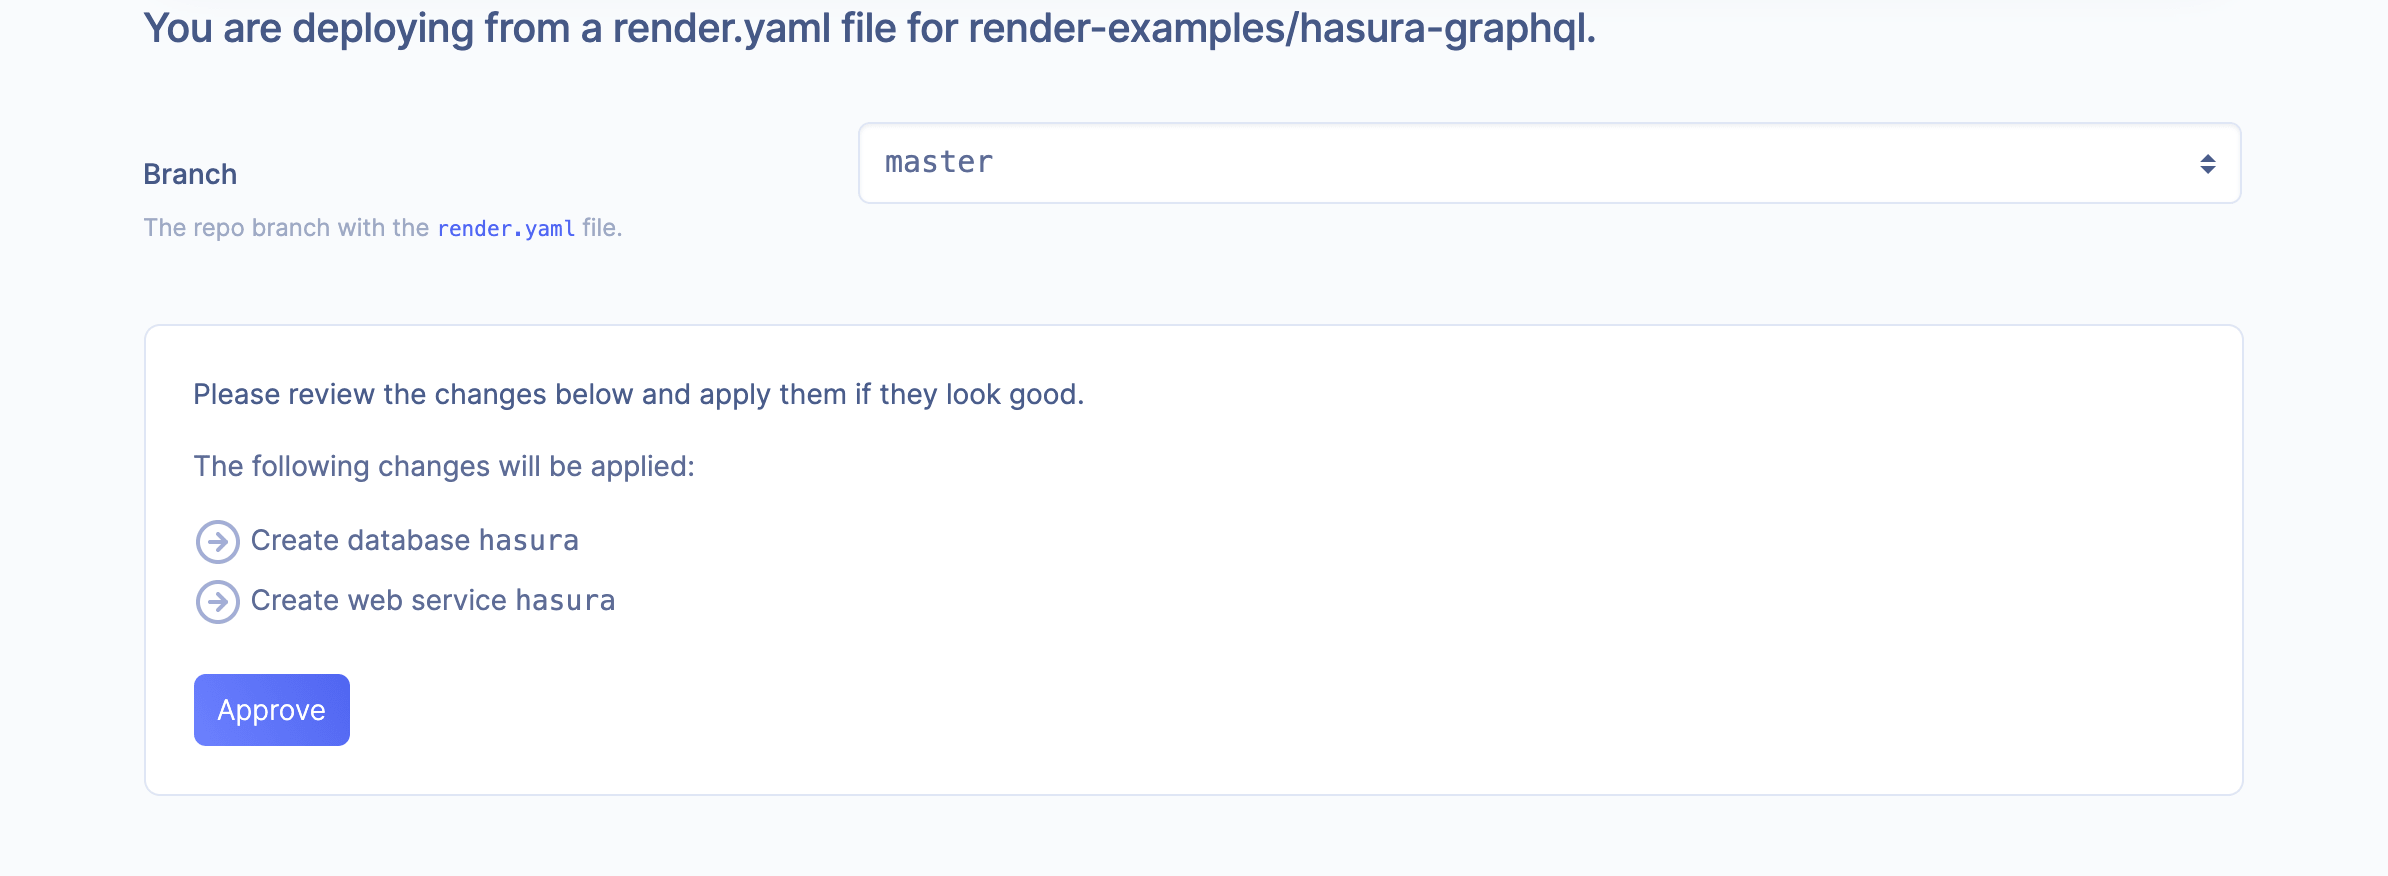 You are deploying from a render.yaml file for render-examples/hasura-graphql.
Branch
master
The repo branch with the render.yaml file.
Please review the changes below and apply them if they look good.
The following changes will be applied:
Create database hasura
Create web service hasura
Approve